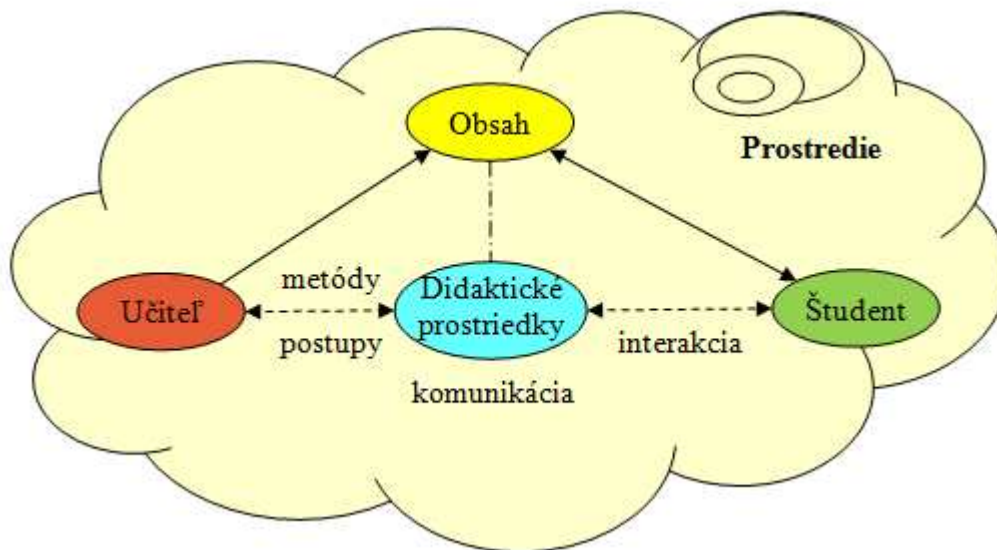 Obsah
Prostredie
metódy
Učiteľ
Didaktické
prostriedky
Študent
postupy
interakcia
komunikácia